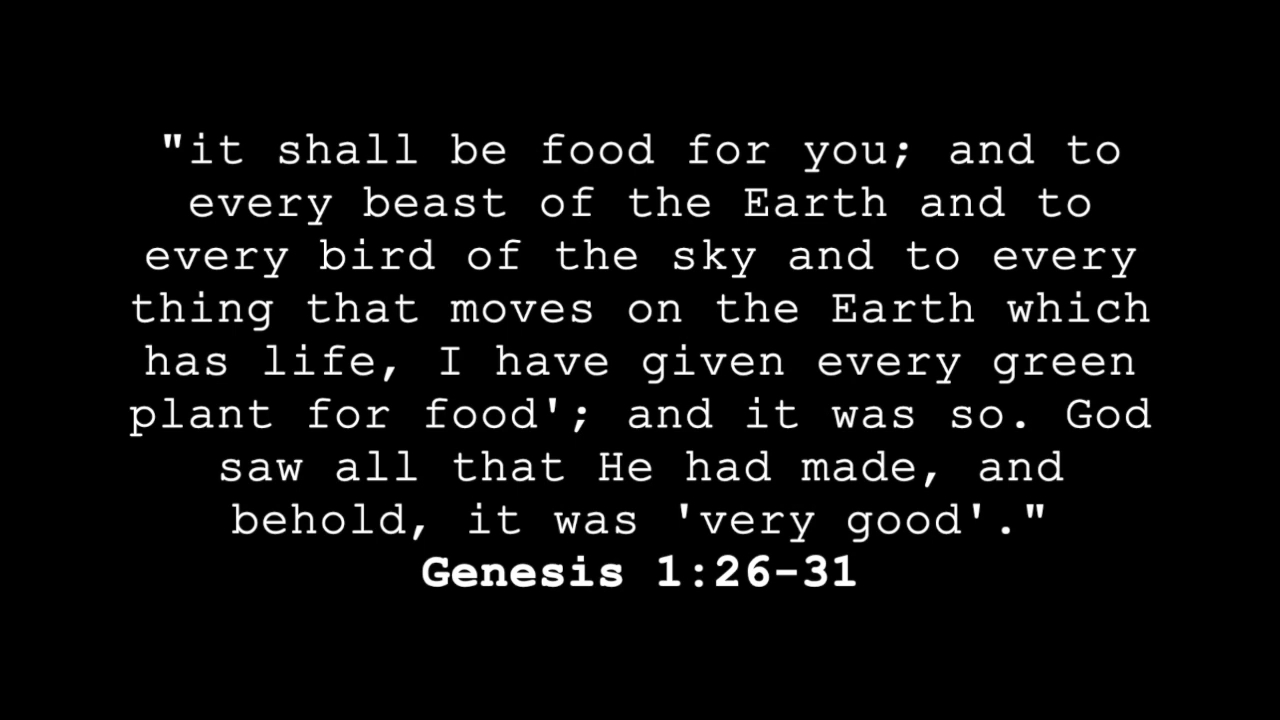 "it shall be food for you; and to
every beast of the Earth and to
every bird of the sky and to every
thing that moves on the Earth which
has life, I have given every green
plant for food'; and it was so. God
saw all that He had made, and
behold, it was 'very good'."
Genesis 1:26-31